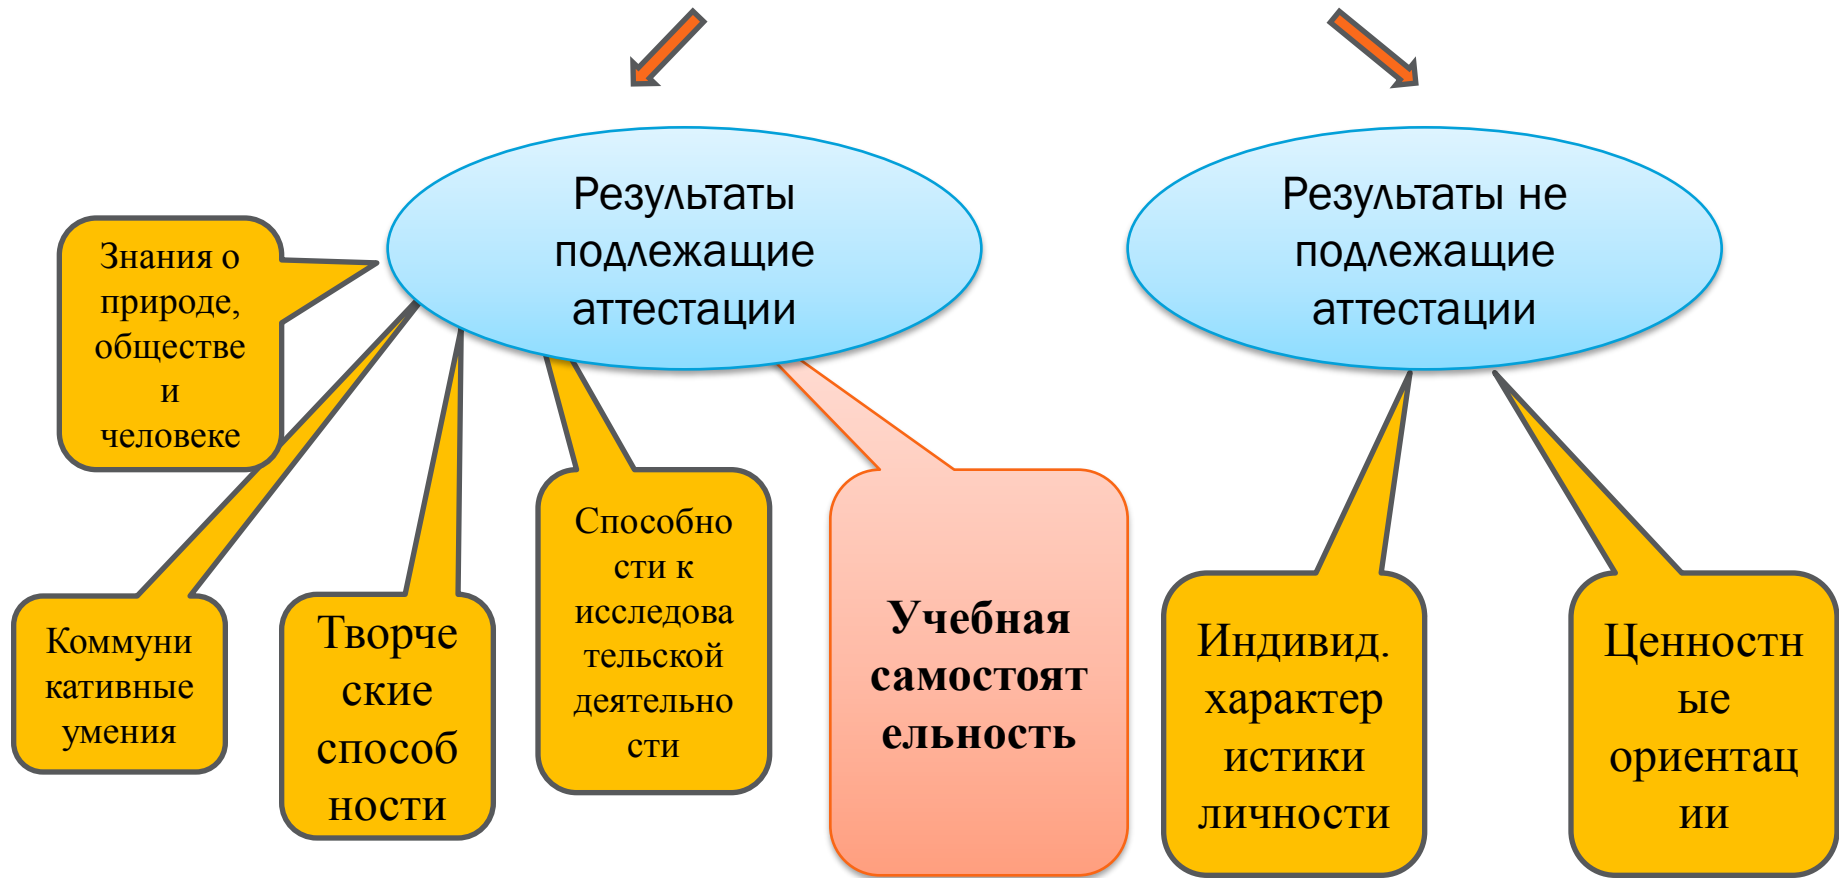 Результаты
подлежащие
аттестации
Результаты не
подлежащие
аттестации
Знания о
природе,
обществе
и
человеке
Коммуни
кативные
умения
Творче
ские
способ
ности
Способно
сти к
исследова
тельской
деятельно
сти
Учебная
самостоят
ельность
Индивид.
характер
истики
личности
Ценностн
ые
ориентац
ии